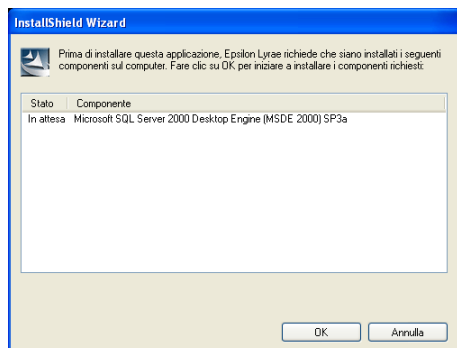 InstallShield Wizard
Prima di installare questa applicazione, Epsilon Lyrae richiede che siano installati i seguenti
componenti sul computer. Fare clic su OK per iniziare a installare i componenti richiesti:
Stato Componente
In attesa Microsoft SQL Server 2000 Desktop Engine (MSDE 2000) SP3a
OK Annulla